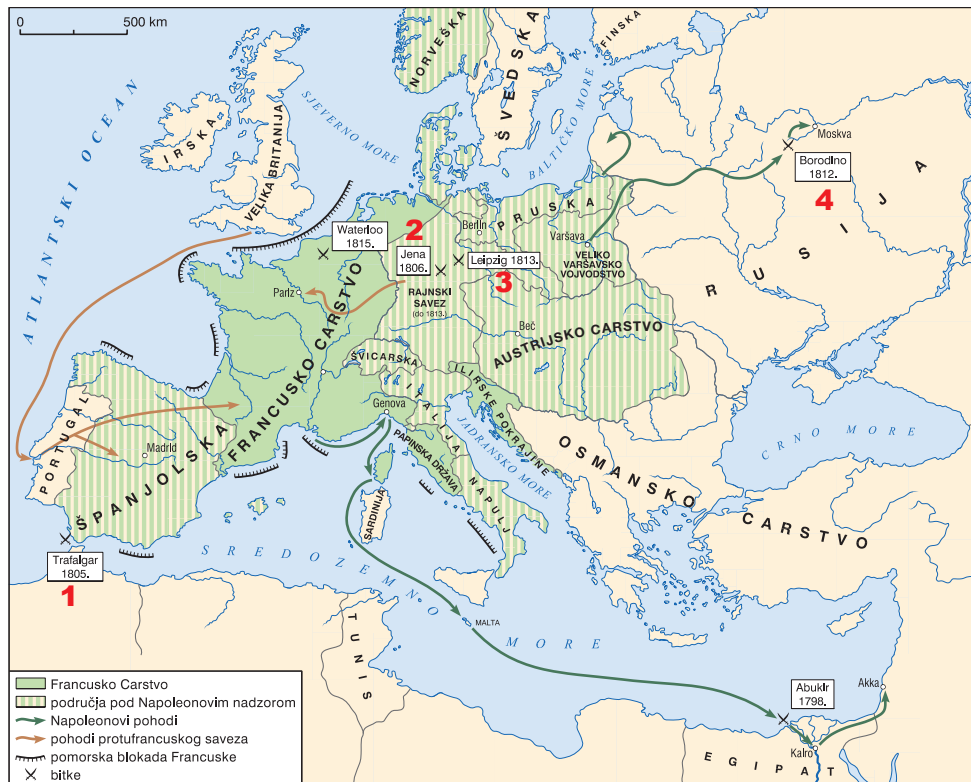 0
500 km
NORVEŠKA
ŠVEDSKA
FINSKA
ATLANTSKI OCEAN
IRSKA
VELIKA BRITANIJA
SJEVERNO MORE
BALTIČKO MORE
Moskva
BorodIno
1812.
4
RUSIJA
PRUSKA
BerlIn
Varšava
VELIKO
VARŠAVSKO
VOJVODSTVO
Waterloo
1815.
2
Jena
1806.
LeIpzig 1813.
3
RAJNSKI
SAVEZ
(do 1813.)
ParIz
FRANCUSKO CARSTVO
Beč
AUSTRIJSKO CARSTVO
ŠVICARSKA
ILIRSKE POKRAJINE
ITALIJA
Genova
JADRANSKO MORE
PAPINSKA DRŽAVA
NAPULJ
SARDINIJA
PORTUGAL
MadrId
ŠPANJOLSKA
CRNO MORE
OSMANSKO CARSTVO
Trafalgar
1805.
1
SREDOZEMNO MORE
MALTA
TUNIS
AbukIr
1798.
Akka
KaIro
EGIPAT
Francusko Carstvo
područja pod Napoleonovim nadzorom
Napoleonovi pohodi
pohodi protufrancuskog saveza
pomorska blokada Francuske
bitke